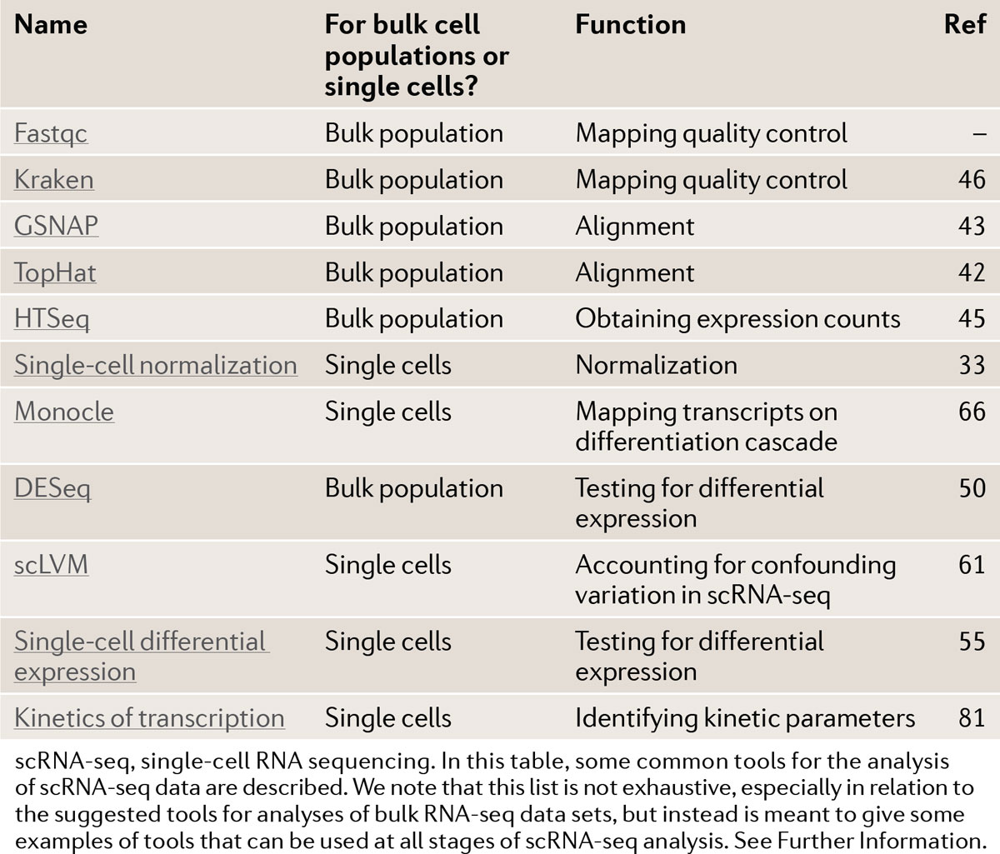 Name For bulk cell populations or single cells? Function Ref
Fastqc Bulk population Mapping quality control –
Kraken Bulk population Mapping quality control 46
GSNAP Bulk population Alignment 43
TopHat Bulk population Alignment 42
HTSeq Bulk population Obtaining expression counts 45
Single-cell normalization Single cells Normalization 33
Monocle Single cells Mapping transcripts on differentiation cascade 66
DESeq Bulk population Testing for differential expression 50
scLVM Single cells Accounting for confounding variation in scRNA-seq 61
Single-cell differential expression Single cells Testing for differential expression 55
Kinetics of transcription Single cells Identifying kinetic parameters 81
scRNA-seq, single-cell RNA sequencing. In this table, some common tools for the analysis
of scRNA-seq data are described. We note that this list is not exhaustive, especially in relation to
the suggested tools for analyses of bulk RNA-seq data sets, but instead is meant to give some
examples of tools that can be used at all stages of scRNA-seq analysis. See Further Information.